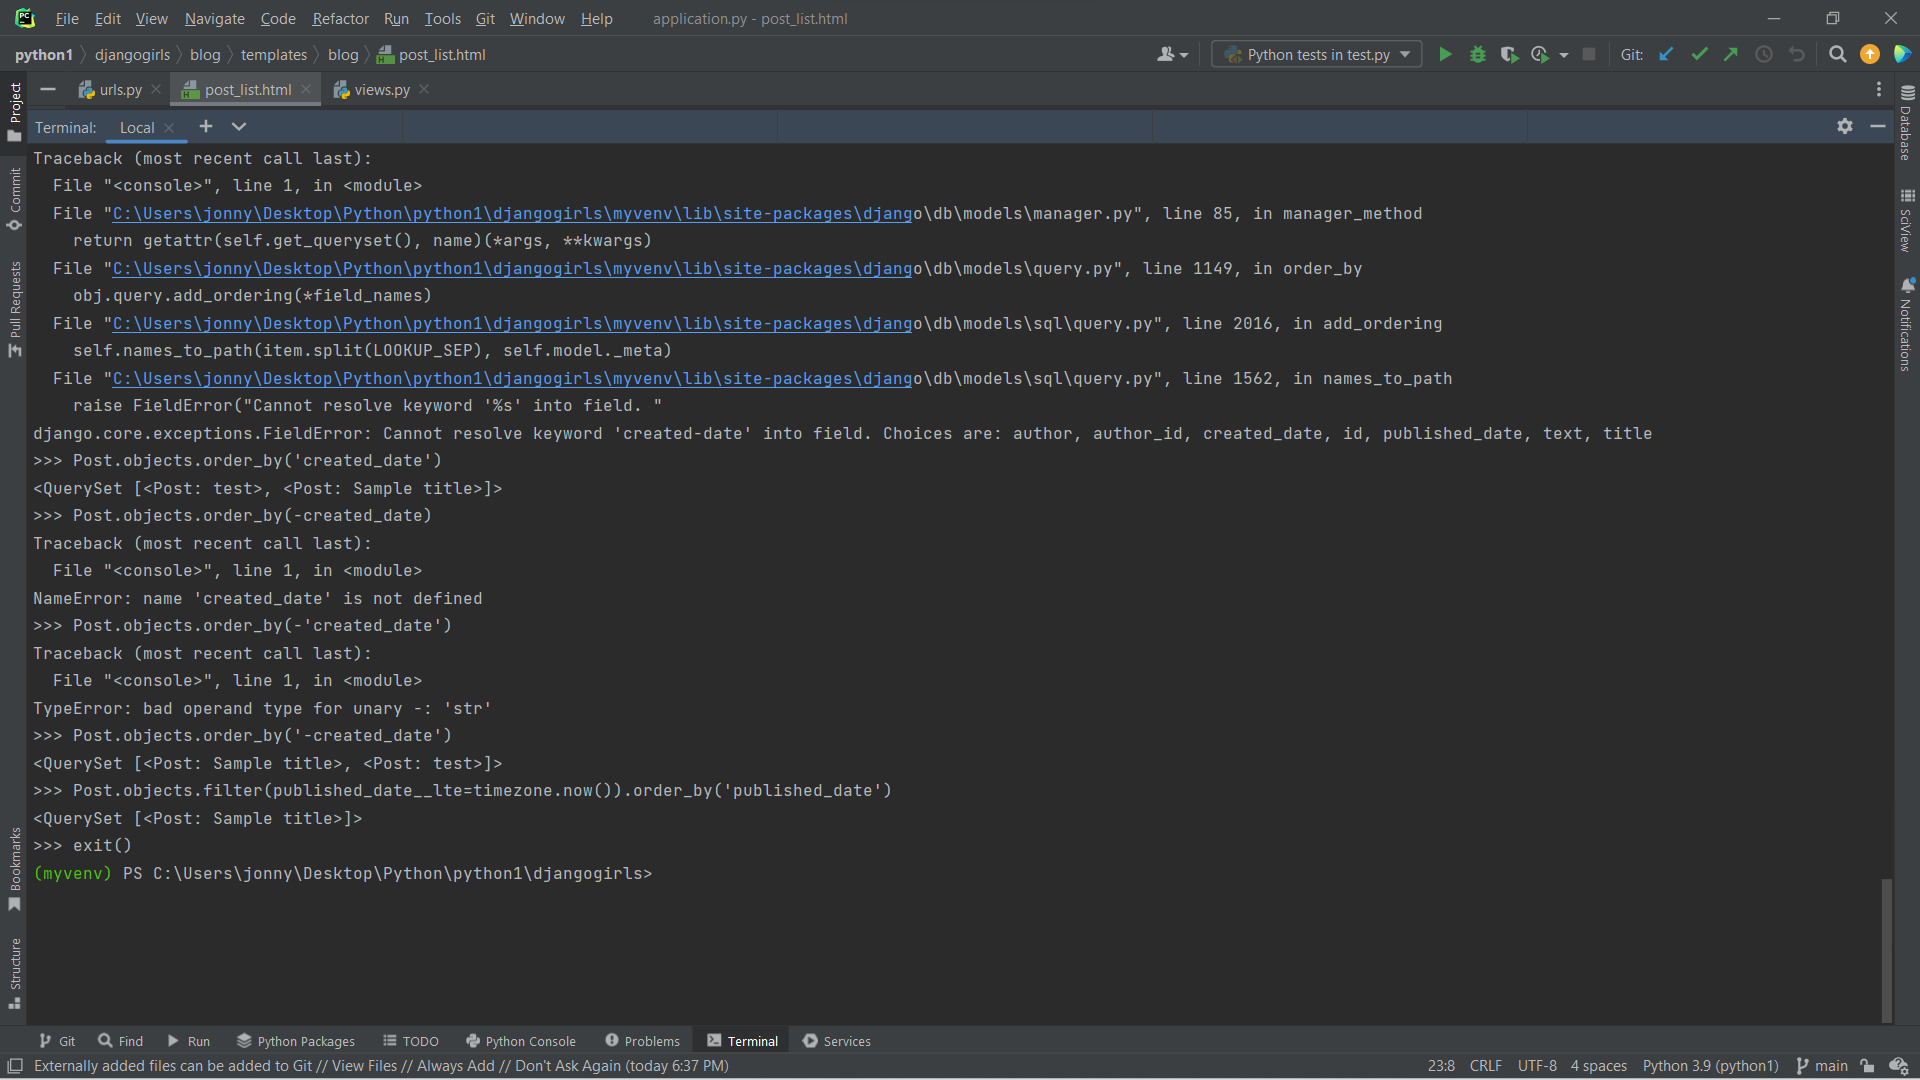 File Edit View Navigate Code Refactor Run Tools Git Window Help application.py - post_list.html
python1 djangogirls blog templates blog post_list.html Python tests in test.py Git:
urls.py post_list.html views.py
Terminal: Local
Traceback (most recent call last):
  File "<console>", line 1, in <module>
  File "C:\Users\jonny\Desktop\Python\python1\djangogirls\myvenv\lib\site-packages\django\db\models\manager.py", line 85, in manager_method
    return getattr(self.get_queryset(), name)(*args, **kwargs)
  File "C:\Users\jonny\Desktop\Python\python1\djangogirls\myvenv\lib\site-packages\django\db\models\query.py", line 1149, in order_by
    obj.query.add_ordering(*field_names)
  File "C:\Users\jonny\Desktop\Python\python1\djangogirls\myvenv\lib\site-packages\django\db\models\sql\query.py", line 2016, in add_ordering
    self.names_to_path(item.split(LOOKUP_SEP), self.model._meta)
  File "C:\Users\jonny\Desktop\Python\python1\djangogirls\myvenv\lib\site-packages\django\db\models\sql\query.py", line 1562, in names_to_path
    raise FieldError("Cannot resolve keyword '%s' into field. "
django.core.exceptions.FieldError: Cannot resolve keyword 'created-date' into field. Choices are: author, author_id, created_date, id, published_date, text, title
>>> Post.objects.order_by('created_date')
<QuerySet [<Post: test>, <Post: Sample title>]>
>>> Post.objects.order_by(-created_date)
Traceback (most recent call last):
  File "<console>", line 1, in <module>
NameError: name 'created_date' is not defined
>>> Post.objects.order_by(-'created_date')
Traceback (most recent call last):
  File "<console>", line 1, in <module>
TypeError: bad operand type for unary -: 'str'
>>> Post.objects.order_by('-created_date')
<QuerySet [<Post: Sample title>, <Post: test>]>
>>> Post.objects.filter(published_date__lte=timezone.now()).order_by('published_date')
<QuerySet [<Post: Sample title>]>
>>> exit()
(myvenv) PS C:\Users\jonny\Desktop\Python\python1\djangogirls>
Project
Commit
Pull Requests
Bookmarks
Structure
Database
SciView
Notifications
Git Find Run Python Packages TODO Python Console Problems Terminal Services
Externally added files can be added to Git // View Files // Always Add // Don't Ask Again (today 6:37 PM) 23:8 CRLF UTF-8 4 spaces Python 3.9 (python1) main